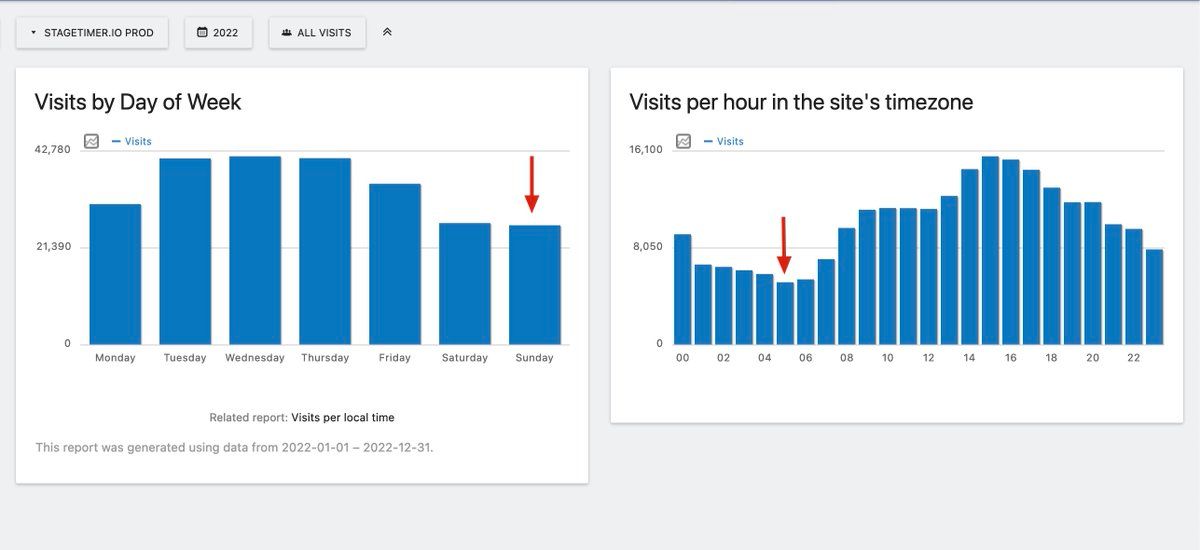 STAGETIMER.IO PROD
2022
ALL VISITS
Visits by Day of Week
Visits
42,780
21,390
0
Monday Tuesday Wednesday Thursday Friday Saturday Sunday
Related report: Visits per local time
This report was generated using data from 2022-01-01 – 2022-12-31.
Visits per hour in the site's timezone
Visits
16,100
8,050
0
00 02 04 06 08 10 12 14 16 18 20 22